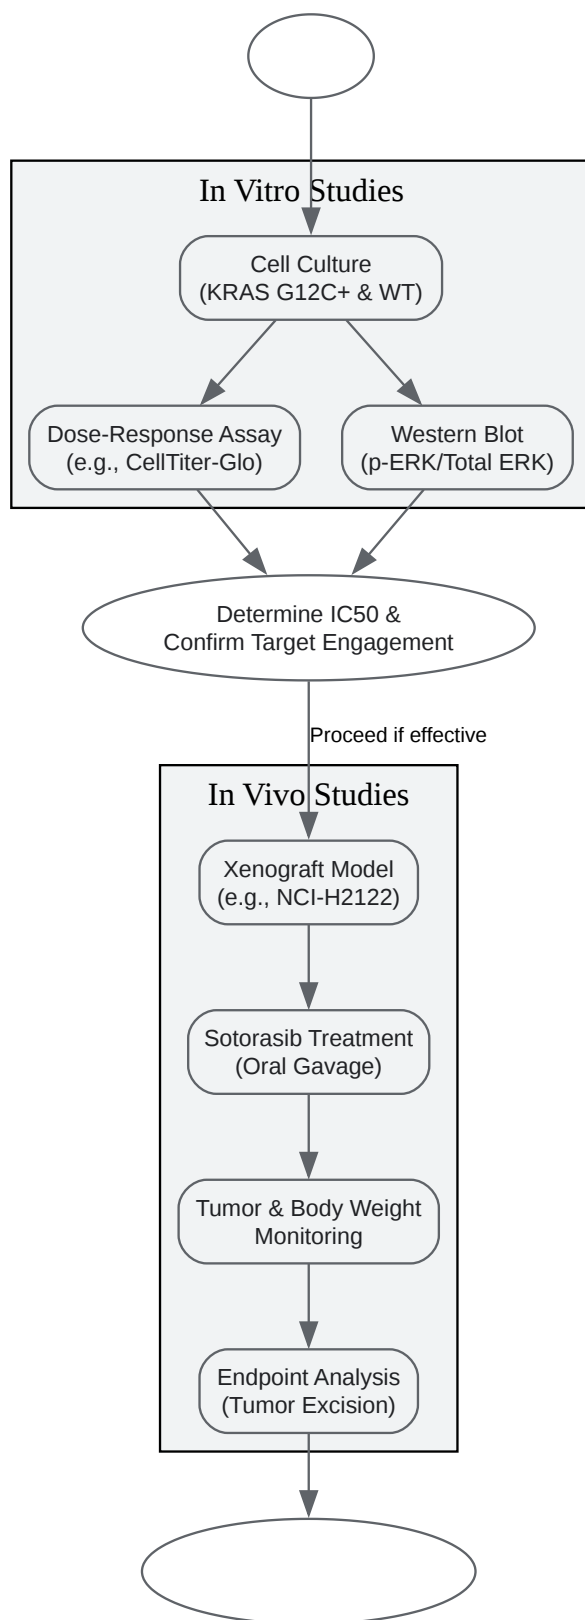 In Vitro Studies
Cell Culture
(KRAS G12C+ & WT)
Dose-Response Assay
(e.g., CellTiter-Glo)
Western Blot
(p-ERK/Total ERK)
Determine IC50 &
Confirm Target Engagement
Proceed if effective
In Vivo Studies
Xenograft Model
(e.g., NCI-H2122)
Sotorasib Treatment
(Oral Gavage)
Tumor & Body Weight
Monitoring
Endpoint Analysis
(Tumor Excision)